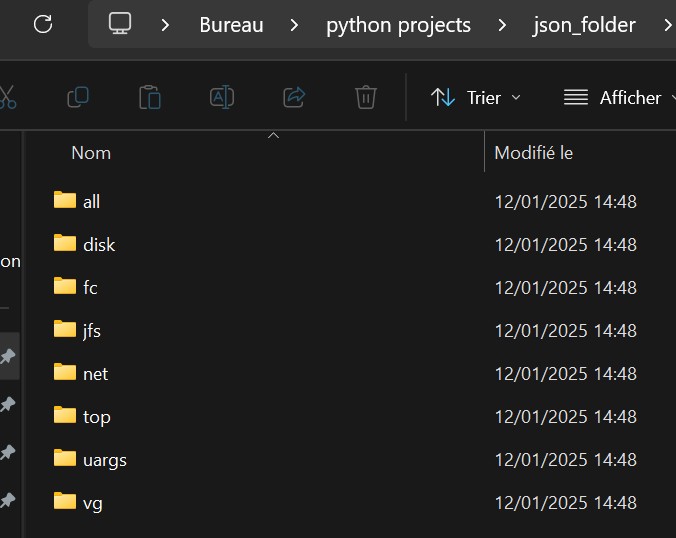 Bureau > python projects > json_folder >
Trier Afficher
Nom Modifié le
all 12/01/2025 14:48
disk 12/01/2025 14:48
on
fc 12/01/2025 14:48
jfs 12/01/2025 14:48
net 12/01/2025 14:48
top 12/01/2025 14:48
uargs 12/01/2025 14:48
vg 12/01/2025 14:48